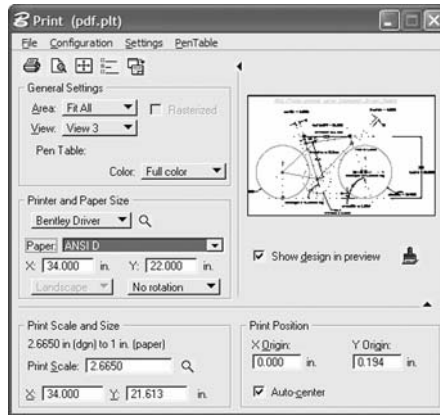 Print (pdf.plt)
File Configuration Settings PenTable
General Settings
Area: Fit All Rasterized
View: View 3
Pen Table:
Color: Full color
Printer and Paper Size
Bentley Driver
Paper: ANSI D
X: 34.000 in. Y: 22.000 in.
Landscape No rotation
Show design in preview
Print Scale and Size
2.6650 in (dgn) to 1 in. (paper)
Print Scale: 2.6650
X: 34.000 Y: 21.613 in.
Print Position
X Origin: Y Origin:
0.000 in. 0.194 in.
Auto-center